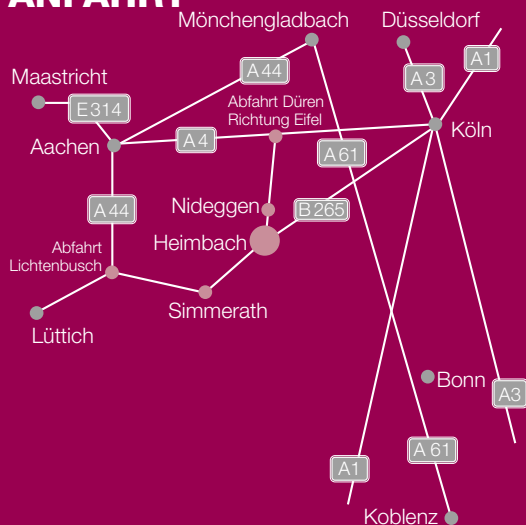 ANFAHRT
Mönchengladbach
Düsseldorf
A1
A44
A3
Maastricht
E314
Abfahrt Düren
Richtung Eifel
Köln
Aachen
A4
A61
A44
Nideggen
B265
Heimbach
Abfahrt
Lichtenbusch
Simmerath
Lüttich
Bonn
A3
A61
A1
Koblenz